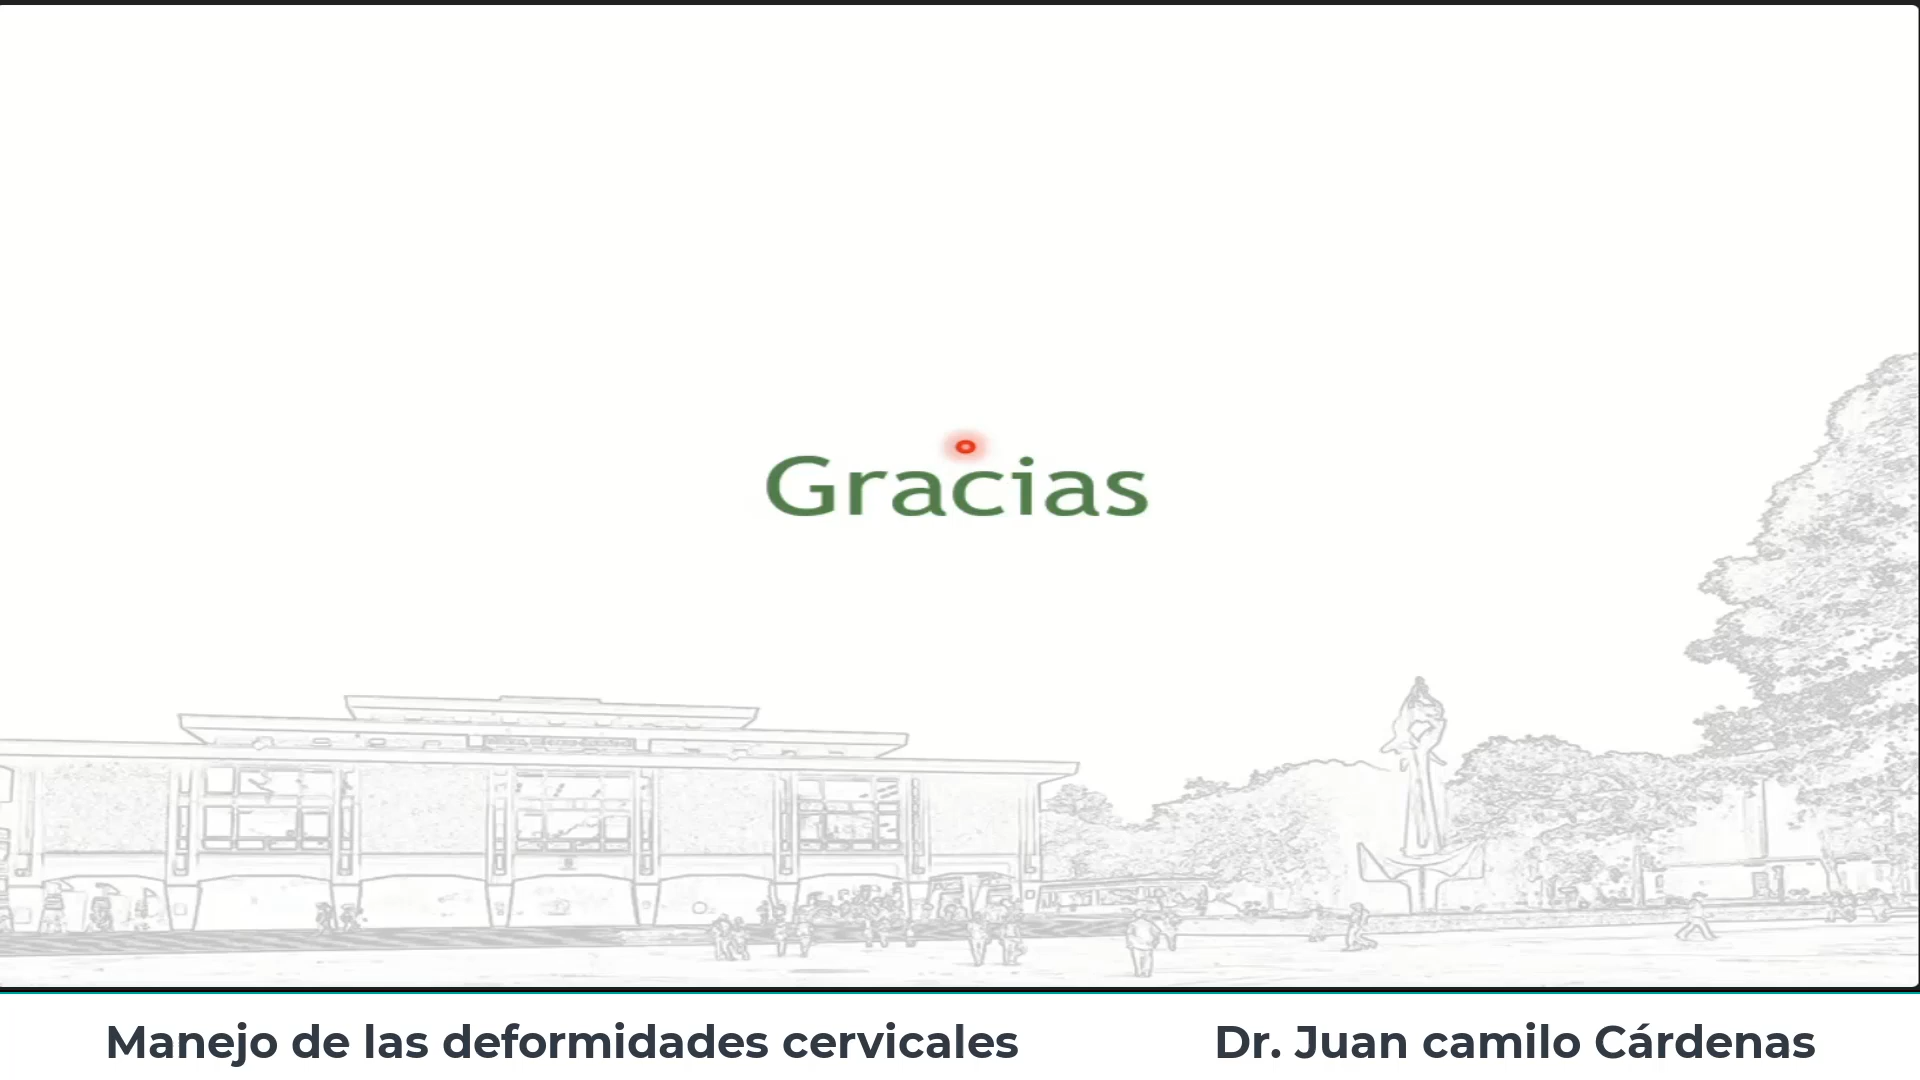 Gracias
Manejo de las deformidades cervicales
Dr. Juan camilo Cárdenas